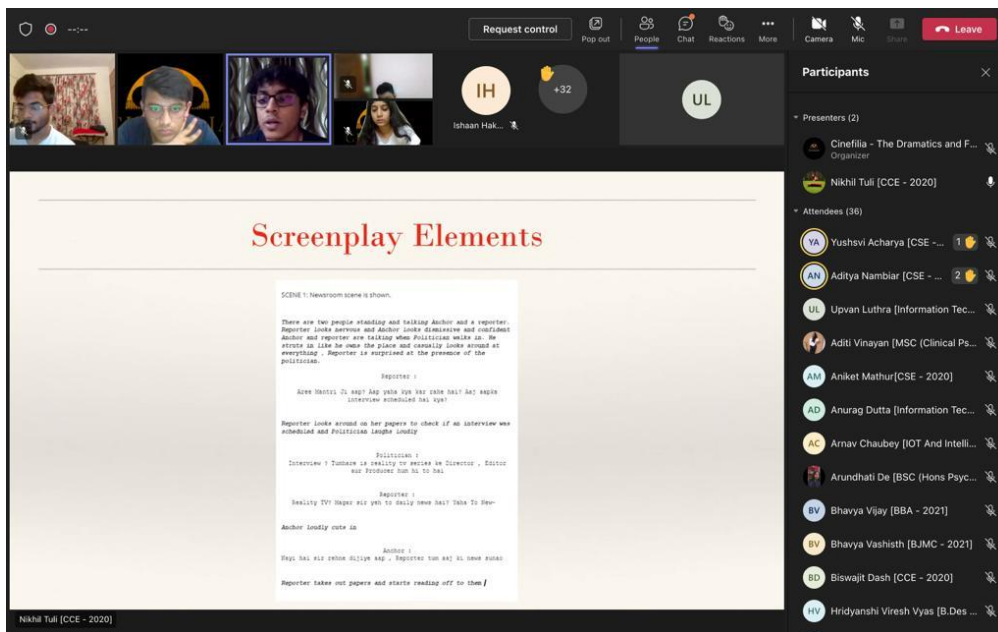 --:--
Request control
Pop out
People
Chat
Reactions
More
Camera
Mic
Share
Leave
IH
Ishaan Hak...
+32
UL
Screenplay Elements
SCENE 1: Newsroom scene is shown.
There are two people standing and talking Anchor and a reporter.
Reporter looks nervous and Anchor looks dismissive and confident
Anchor and reporter are talking when Politician walks in. He
struts in like he owns the place and casually looks around at
everything , Reporter is surprised at the presence of the
politician.
Reporter :
Aree Mantri Ji aap? Aap yaha kya kar rahe hai? Aaj aapka
interview scheduled hai kya?
Reporter looks around on her papers to check if an interview was
scheduled and Politician laughs loudly
Politician :
Interview ! Tumhare is reality tv series ke Director , Editor
aur Producer hum hi to hai
Reporter :
Reality TV! Magar sir yeh to daily news hai! Yaha To New-
Anchor loudly cuts in
Anchor :
hai sir rehne dijiye aap , Reporter tum aaj ki news sunao
Reporter takes out papers and starts reading off to them
Nikhil Tuli [CCE - 2020]
Participants
Presenters (2)
Cinefilia - The Dramatics and F...
Organizer
Nikhil Tuli [CCE - 2020]
Attendees (36)
YA Yushsvi Acharya [CSE -... 1
AN Aditya Nambiar [CSE - ... 2
UL Upvan Luthra [Information Tec...
Aditi Vinayan [MSC (Clinical Ps...
AM Aniket Mathur[CSE - 2020]
AD Anurag Dutta [Information Tec...
AC Arnav Chaubey [IOT And Intelli...
Arundhati De [BSC (Hons Psyc...
BV Bhavya Vijay [BBA - 2021]
BV Bhavya Vashisth [BJMC - 2021]
BD Biswajit Dash [CCE - 2020]
HV Hridyanshi Viresh Vyas [B.Des ...